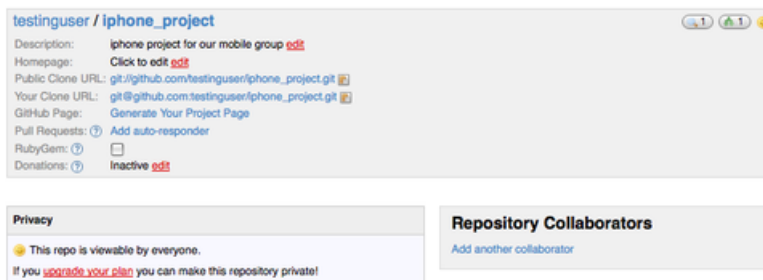 testinguser / iphone_project
1 1
Description: iphone project for our mobile group edit
Homepage: Click to edit edit
Public Clone URL: git://github.com/testinguser/iphone_project.git
Your Clone URL: git@github.com:testinguser/iphone_project.git
GitHub Page: Generate Your Project Page
Pull Requests: (?) Add auto-responder
RubyGem: (?)
Donations: (?) Inactive edit
Privacy
This repo is viewable by everyone.
If you upgrade your plan you can make this repository private!
Repository Collaborators
Add another collaborator